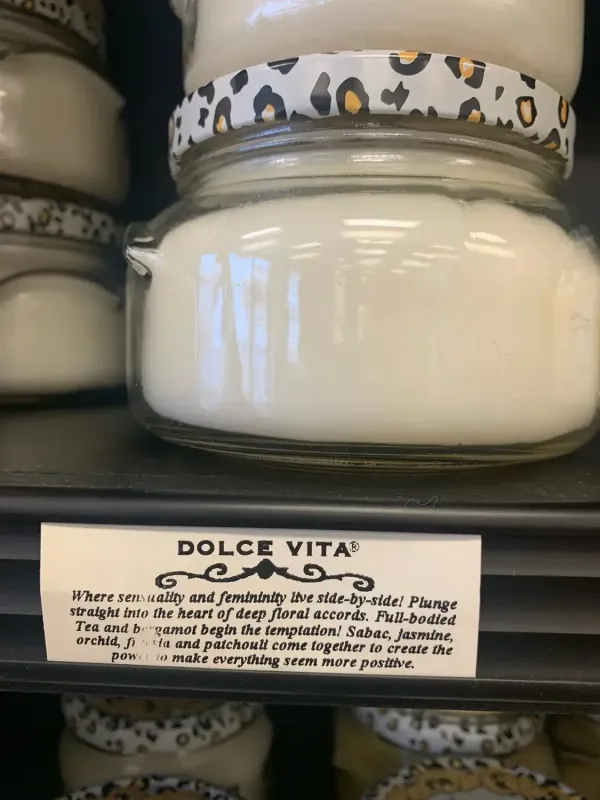 DOLCE VITA®
Where sensuality and femininity live side-by-side! Plunge
straight into the heart of deep floral accords. Full-bodied
Tea and bergamot begin the temptation! Sabac, jasmine,
orchid, and patchouli come together to create the
power to make everything seem more positive.